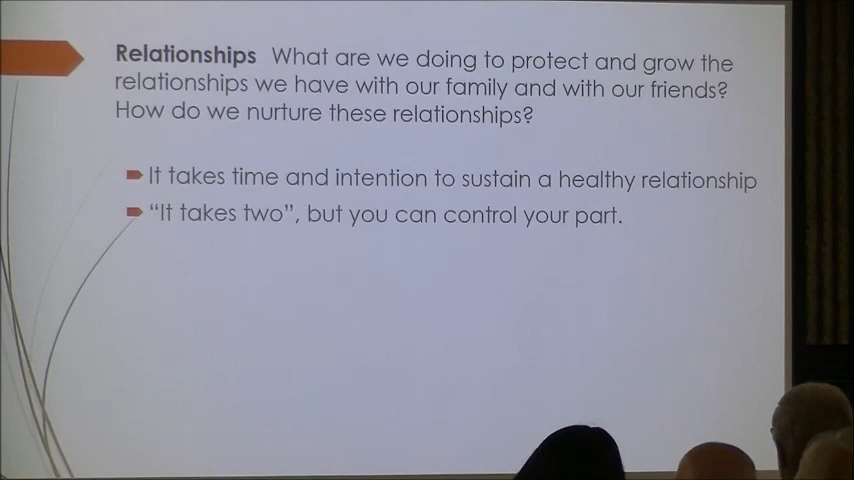 Relationships What are we doing to protect and grow the
relationships we have with our family and with our friends?
How do we nurture these relationships?
It takes time and intention to sustain a healthy relationship
“It takes two”, but you can control your part.